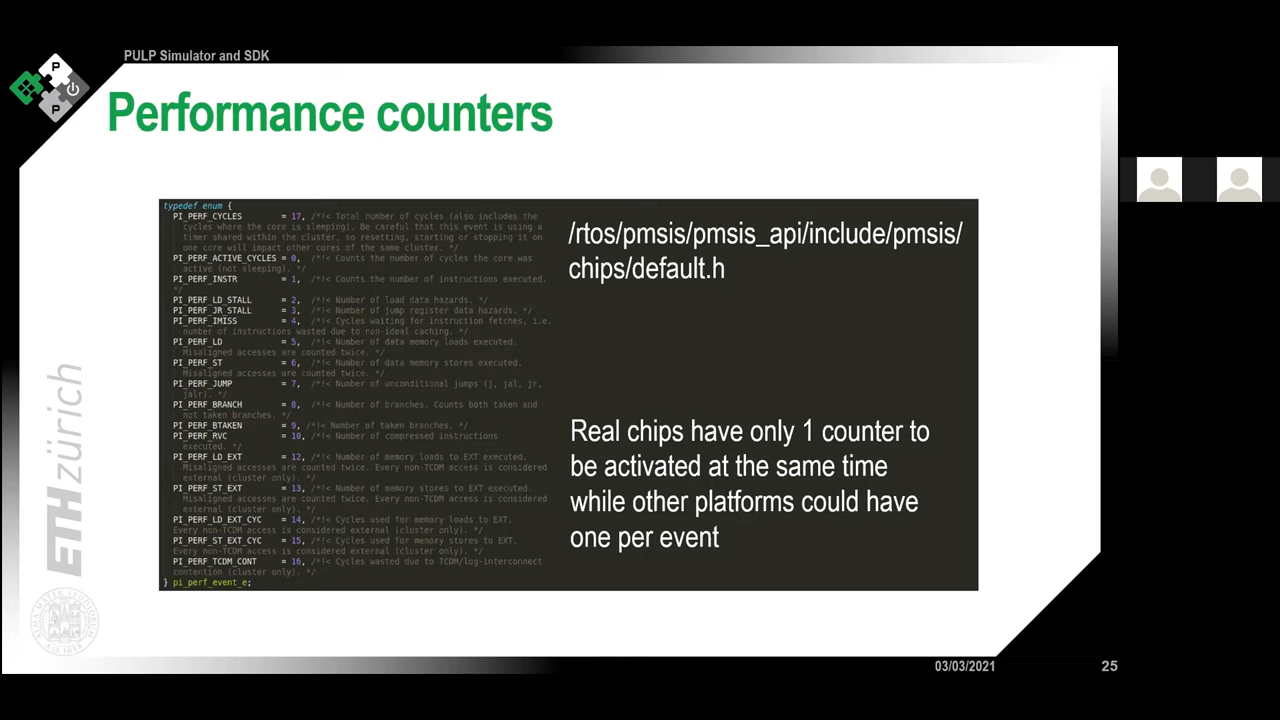 PULP Simulator and SDK
P
P
Performance counters
typedef enum {
PI_PERF_CYCLES = 17, /*!< Total number of cycles (also includes the
cycles where the core is sleeping). Be careful that this event is using a
timer shared within the cluster, so resetting, starting or stopping it on
one core will impact other cores of the same cluster. */
PI_PERF_ACTIVE_CYCLES = 0, /*!< Counts the number of cycles the core was
active (not sleeping). */
PI_PERF_INSTR = 1, /*!< Counts the number of instructions executed.
*/
PI_PERF_LD_STALL = 2, /*!< Number of load data hazards. */
PI_PERF_JR_STALL = 3, /*!< Number of jump register data hazards. */
PI_PERF_IMISS = 4, /*!< Cycles waiting for instruction fetches, i.e.
number of instructions wasted due to non-ideal caching. */
PI_PERF_LD = 5, /*!< Number of data memory loads executed.
Misaligned accesses are counted twice. */
PI_PERF_ST = 6, /*!< Number of data memory stores executed.
Misaligned accesses are counted twice. */
PI_PERF_JUMP = 7, /*!< Number of unconditional jumps (j, jal, jr,
jalr). */
PI_PERF_BRANCH = 8, /*!< Number of branches. Counts both taken and
not taken branches. */
PI_PERF_BTAKEN = 9, /*!< Number of taken branches. */
PI_PERF_RVC = 10, /*!< Number of compressed instructions
executed. */
PI_PERF_LD_EXT = 12, /*!< Number of memory loads to EXT executed.
Misaligned accesses are counted twice. Every non-TCDM access is considered
external (cluster only). */
PI_PERF_ST_EXT = 13, /*!< Number of memory stores to EXT executed.
Misaligned accesses are counted twice. Every non-TCDM access is considered
external (cluster only). */
PI_PERF_LD_EXT_CYC = 14, /*!< Cycles used for memory loads to EXT.
Every non-TCDM access is considered external (cluster only). */
PI_PERF_ST_EXT_CYC = 15, /*!< Cycles used for memory stores to EXT.
Every non-TCDM access is considered external (cluster only). */
PI_PERF_TCDM_CONT = 16, /*!< Cycles wasted due to TCDM/log-interconnect
contention (cluster only). */
} pi_perf_event_e;
/rtos/pmsis/pmsis_api/include/pmsis/
chips/default.h
Real chips have only 1 counter to
be activated at the same time
while other platforms could have
one per event
ETH zürich
03/03/2021
25